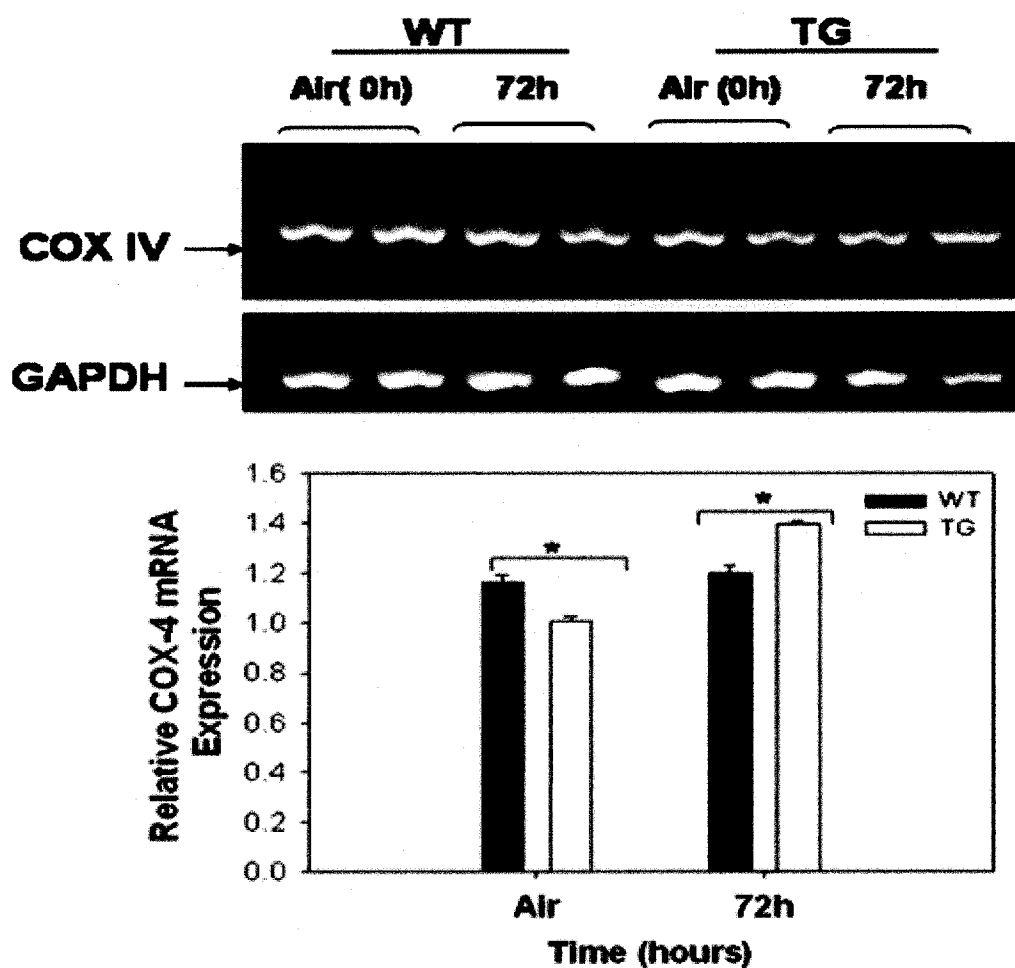 WT TG
Air( 0h) 72h Air (0h) 72h
COX IV
GAPDH
1.6
1.4
1.2
1.0
0.8
0.6
0.4
0.2
0.0
Relative COX-4 mRNA
Expression
* *
WT
TG
Air 72h
Time (hours)